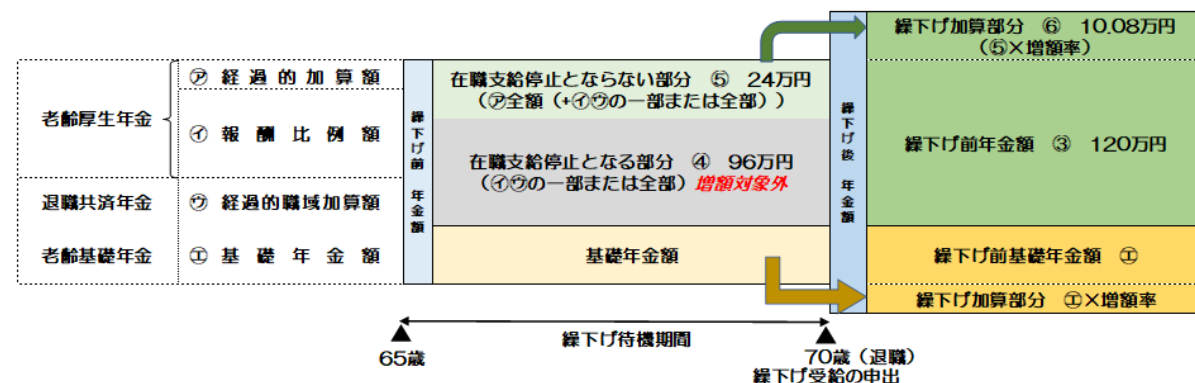 繰下げ加算部分 ⑥ 10.08万円
(⑤×増額率)
老齢厚生年金
㋐ 経過的加算額
㋑ 報酬比例額
繰下げ前 年金額
在職支給停止とならない部分 ⑤ 24万円
(㋐全額(+㋑㋒の一部または全部))
在職支給停止となる部分 ④ 96万円
(㋑㋒の一部または全部)増額対象外
繰下げ後 年金額
繰下げ前年金額 ③ 120万円
退職共済年金
㋒ 経過的職域加算額
老齢基礎年金
㋓ 基礎年金額
基礎年金額
繰下げ前基礎年金額 ㋓
繰下げ加算部分 ㋓×増額率
繰下げ待機期間
65歳
70歳(退職)
繰下げ受給の申出